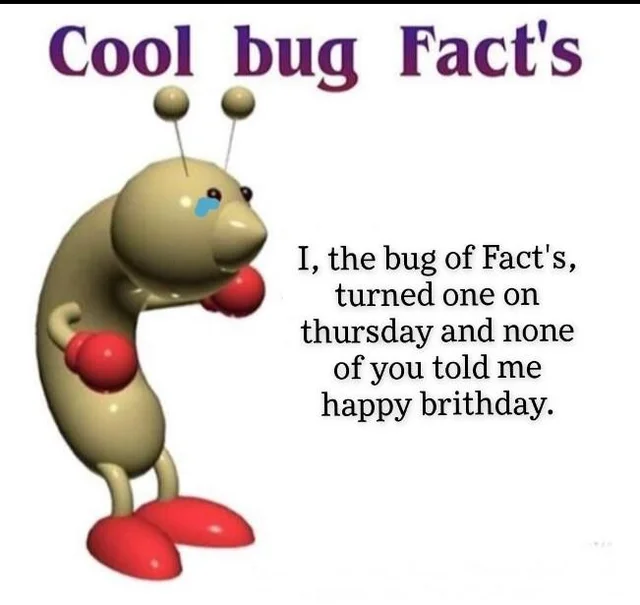 Cool bug Fact's
I, the bug of Fact's,
turned one on
thursday and none
of you told me
happy brithday.